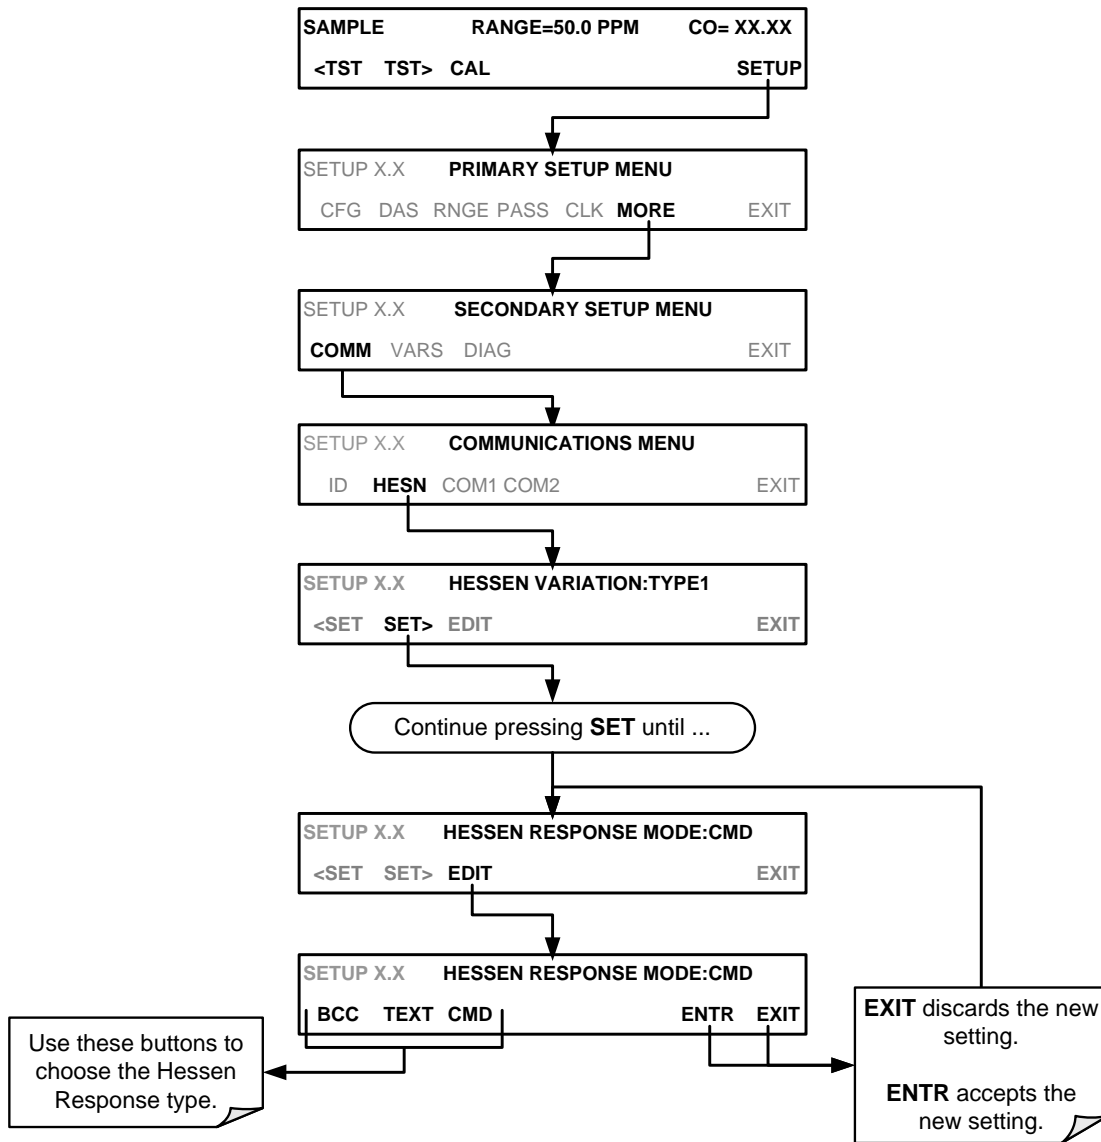 SAMPLE RANGE=50.0 PPM CO= XX.XX
<TST TST> CAL SETUP
SETUP X.X PRIMARY SETUP MENU
CFG DAS RNGE PASS CLK MORE EXIT
SETUP X.X SECONDARY SETUP MENU
COMM VARS DIAG EXIT
SETUP X.X COMMUNICATIONS MENU
ID HESN COM1 COM2 EXIT
SETUP X.X HESSEN VARIATION:TYPE1
<SET SET> EDIT EXIT
Continue pressing SET until ...
SETUP X.X HESSEN RESPONSE MODE:CMD
<SET SET> EDIT EXIT
SETUP X.X HESSEN RESPONSE MODE:CMD
BCC TEXT CMD ENTR EXIT
Use these buttons to
choose the Hessen
Response type.
EXIT discards the new
setting.
ENTR accepts the
new setting.